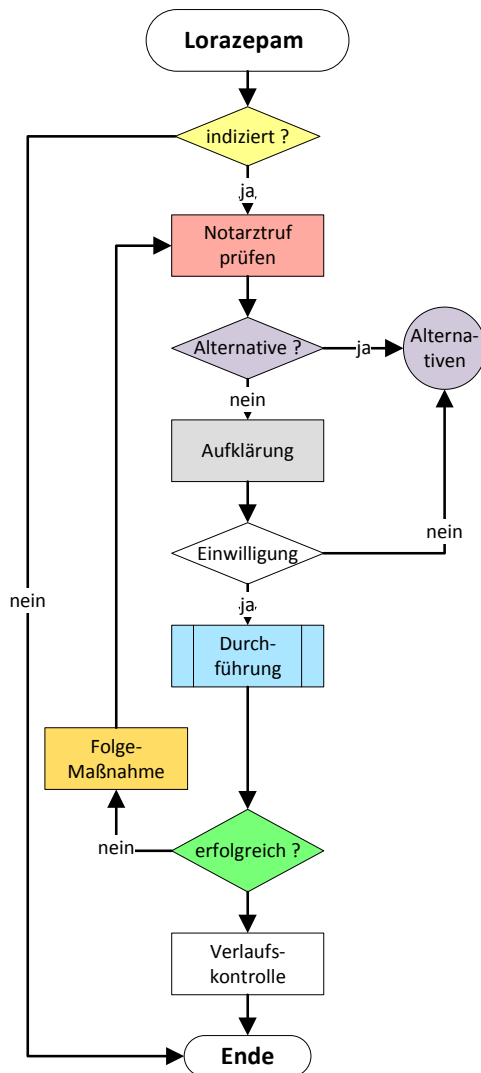 Lorazepam
indiziert ?
ja
Notarztruf
prüfen
Alternative ?
ja
Alterna-
tiven
nein
Aufklärung
nein
Einwilligung
nein
ja
Durch-
führung
Folge-
Maßnahme
nein
erfolgreich ?
Verlaufs-
kontrolle
Ende